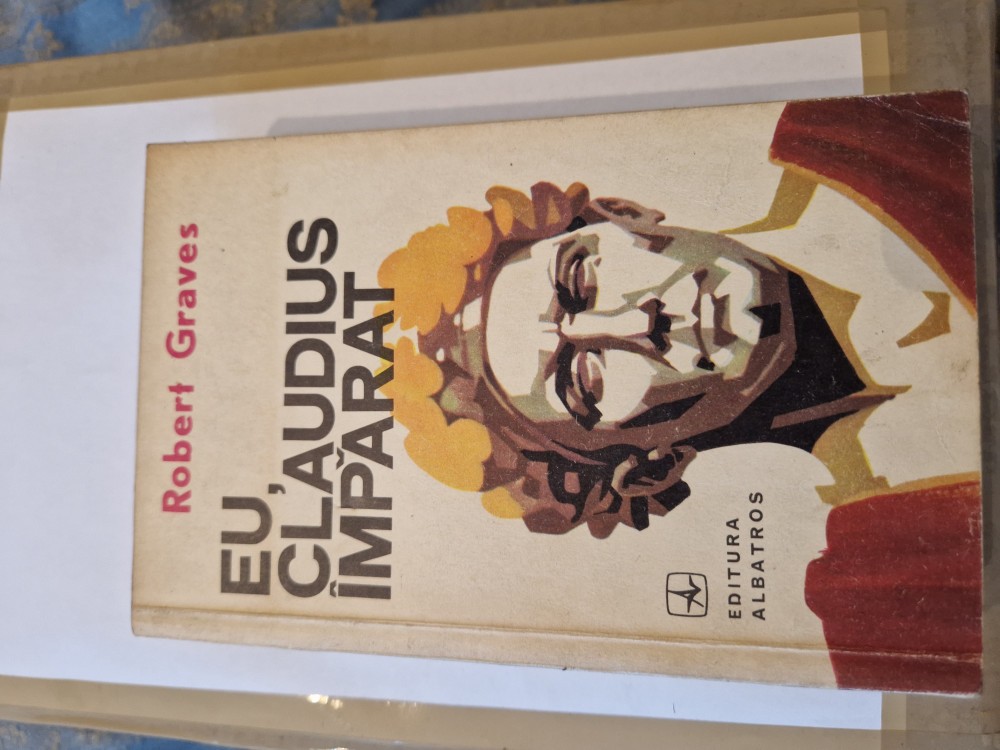 Robert Graves
EU,
CLAUDIUS
ÎMPĂRAT
EDITURA
ALBATROS